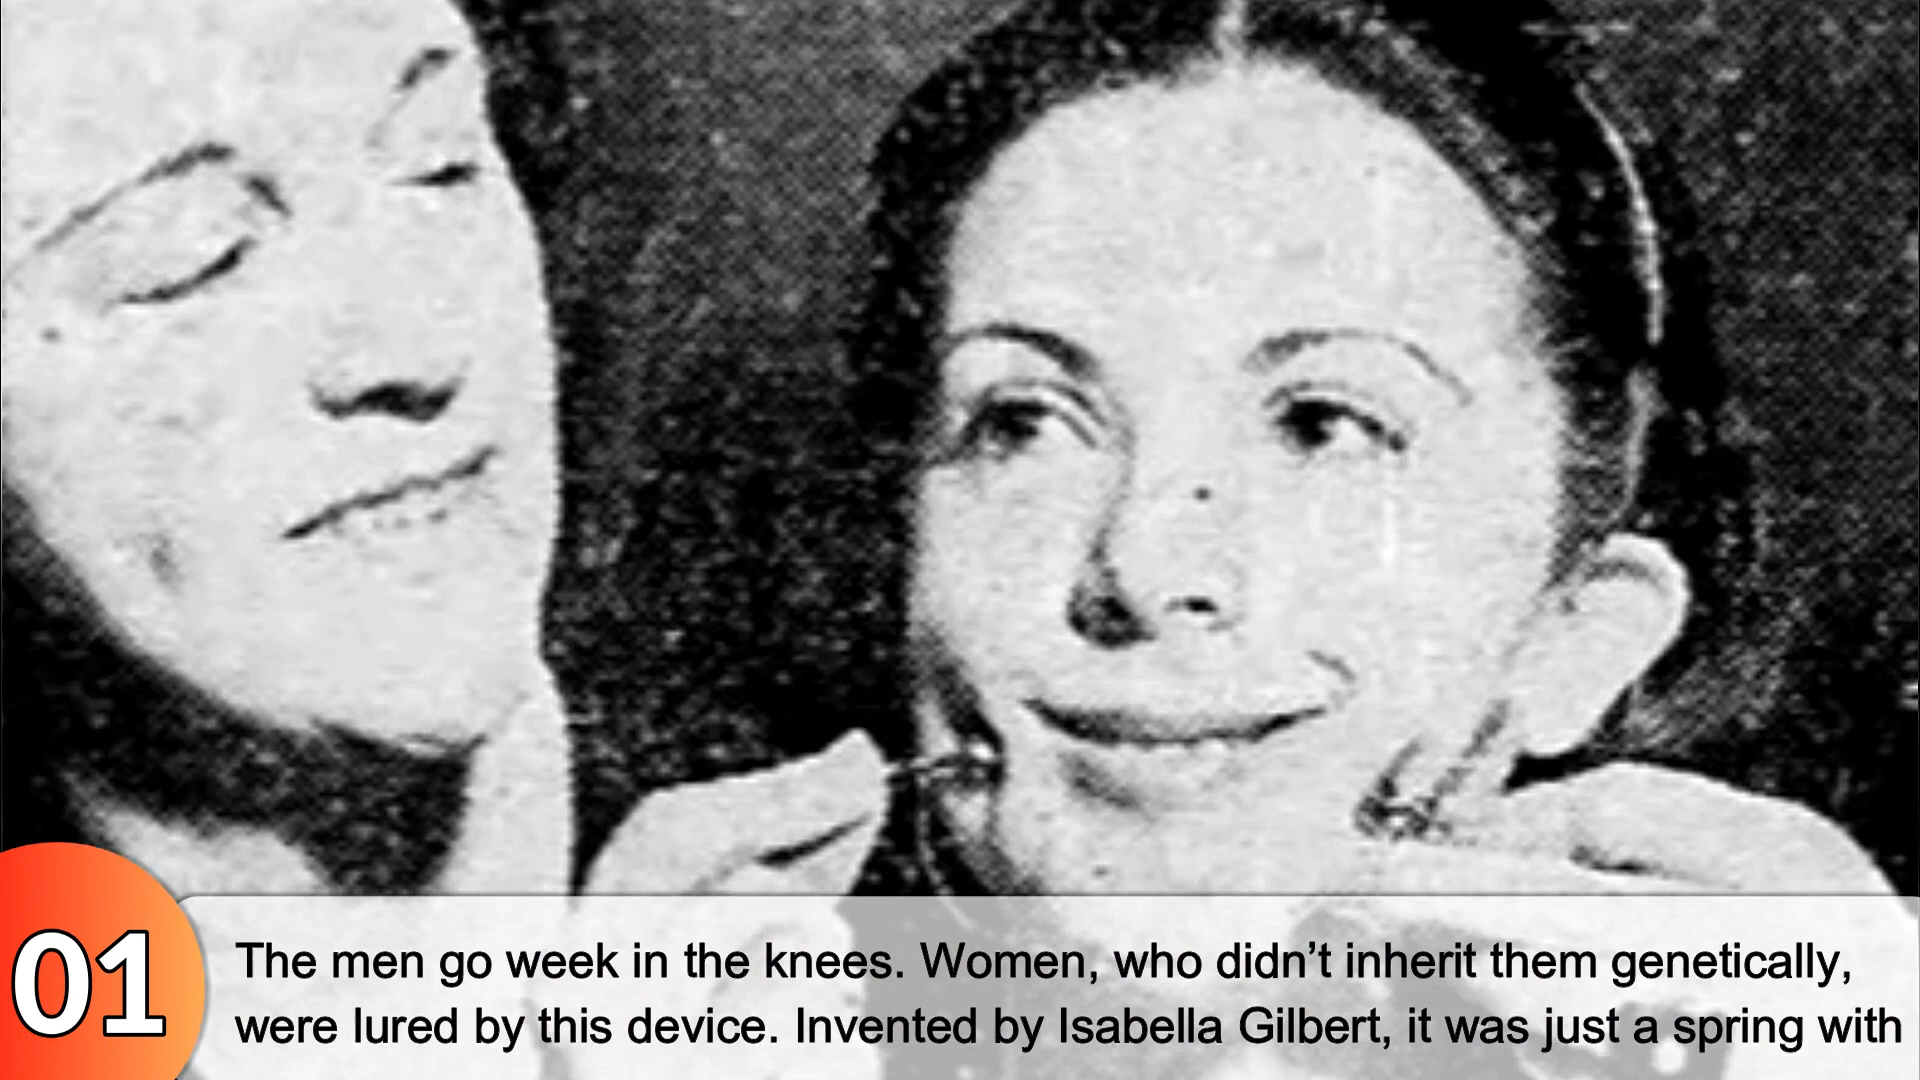 01
The men go week in the knees. Women, who didn’t inherit them genetically,
were lured by this device. Invented by Isabella Gilbert, it was just a spring with